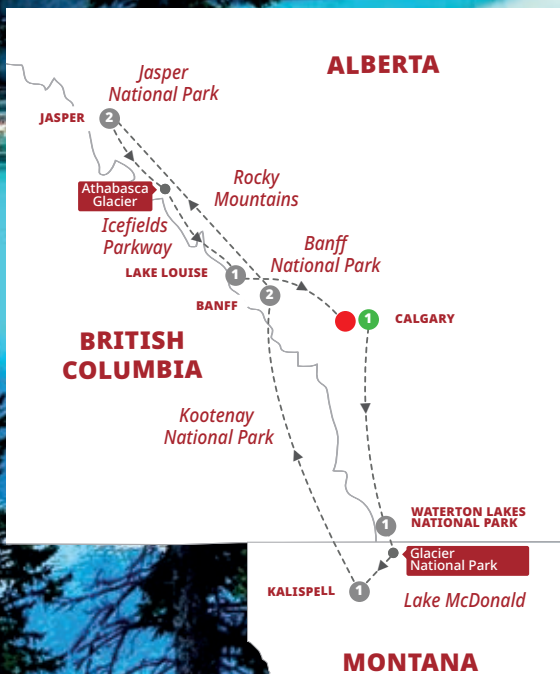 ALBERTA
Jasper
National Park
JASPER
2
Athabasca
Glacier
Rocky
Mountains
Icefields
Parkway
Banff
National Park
LAKE LOUISE
1
2
BANFF
1
CALGARY
BRITISH
COLUMBIA
Kootenay
National Park
1
WATERTON LAKES
NATIONAL PARK
Glacier
National Park
KALISPELL
1
Lake McDonald
MONTANA